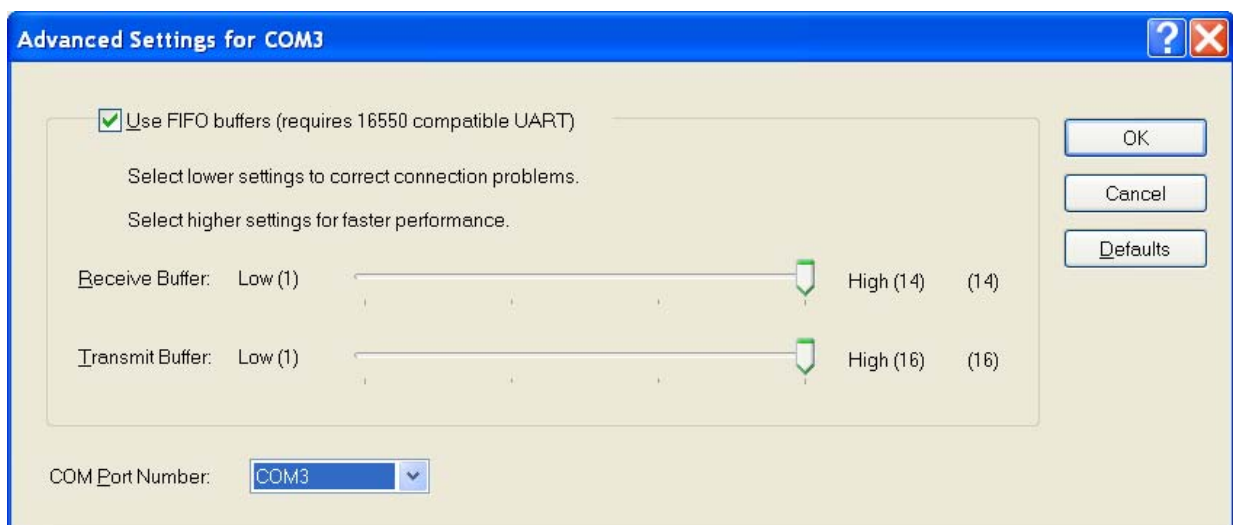 Advanced Settings for COM3
Use FIFO buffers (requires 16550 compatible UART)
OK
Select lower settings to correct connection problems.
Cancel
Select higher settings for faster performance.
Defaults
Receive Buffer: Low (1) High (14) (14)
Transmit Buffer: Low (1) High (16) (16)
COM Port Number: COM3